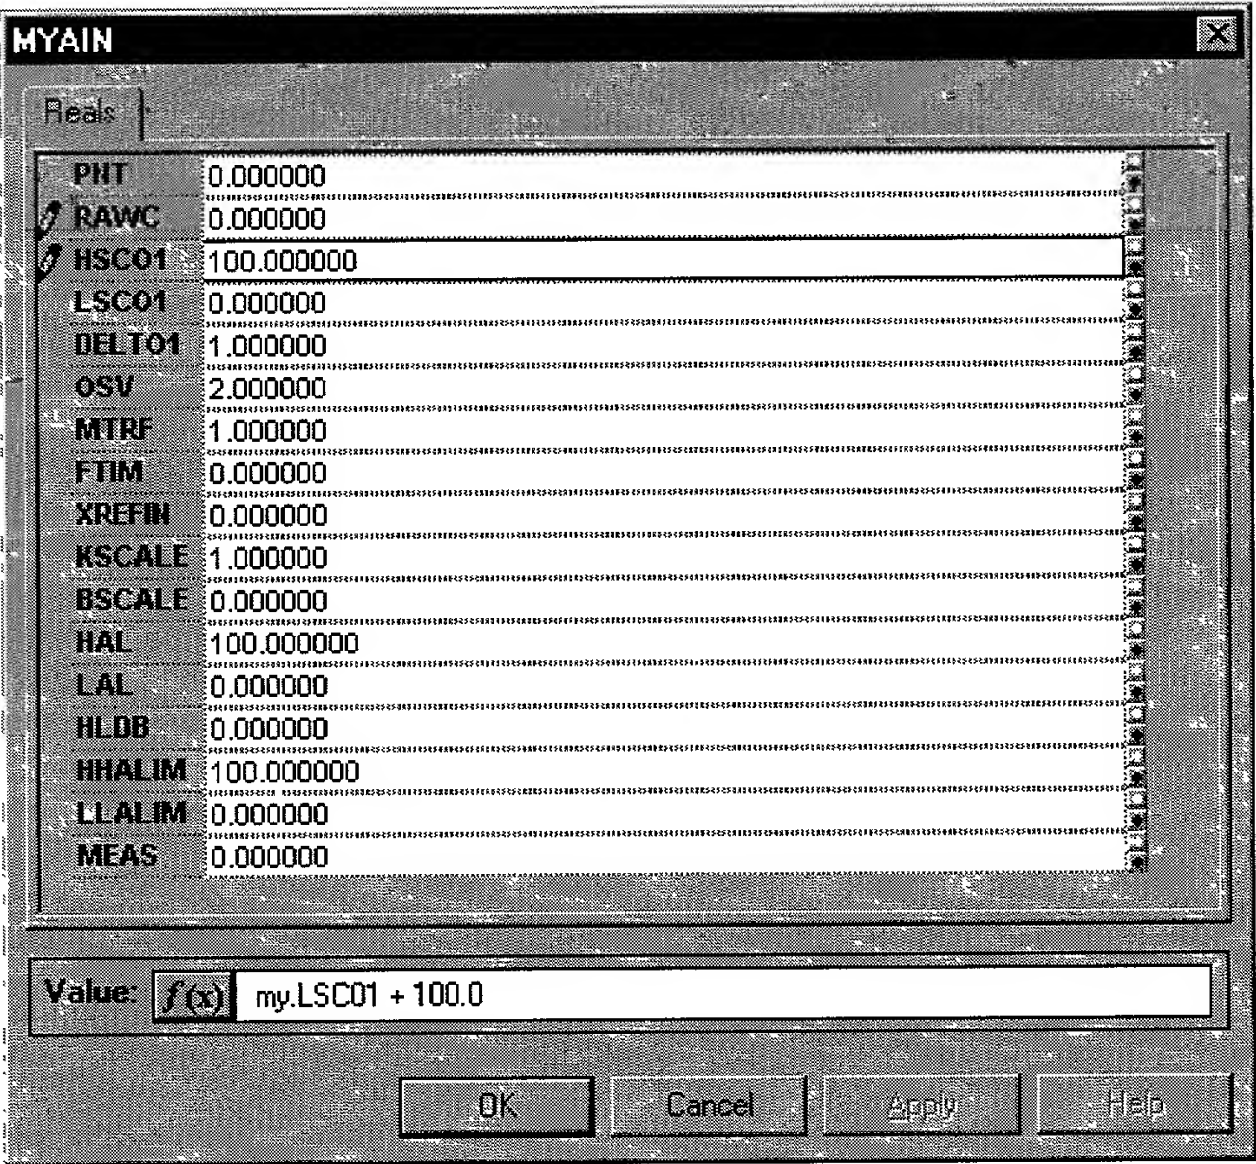 MYAIN
Reals
PNT 0.000000
RAWC 0.000000
HSCO1 100.000000
LSCO1 0.000000
DELTO1 1.000000
OSV 2.000000
MTRF 1.000000
FTIM 0.000000
XREFIN 0.000000
KSCALE 1.000000
BSCALE 0.000000
HAL 100.000000
LAL 0.000000
HLDB 0.000000
HHALIM 100.000000
LLALIM 0.000000
MEAS 0.000000
Value: f(x) my.LSC01 + 100.0
OK Cancel Apply Help